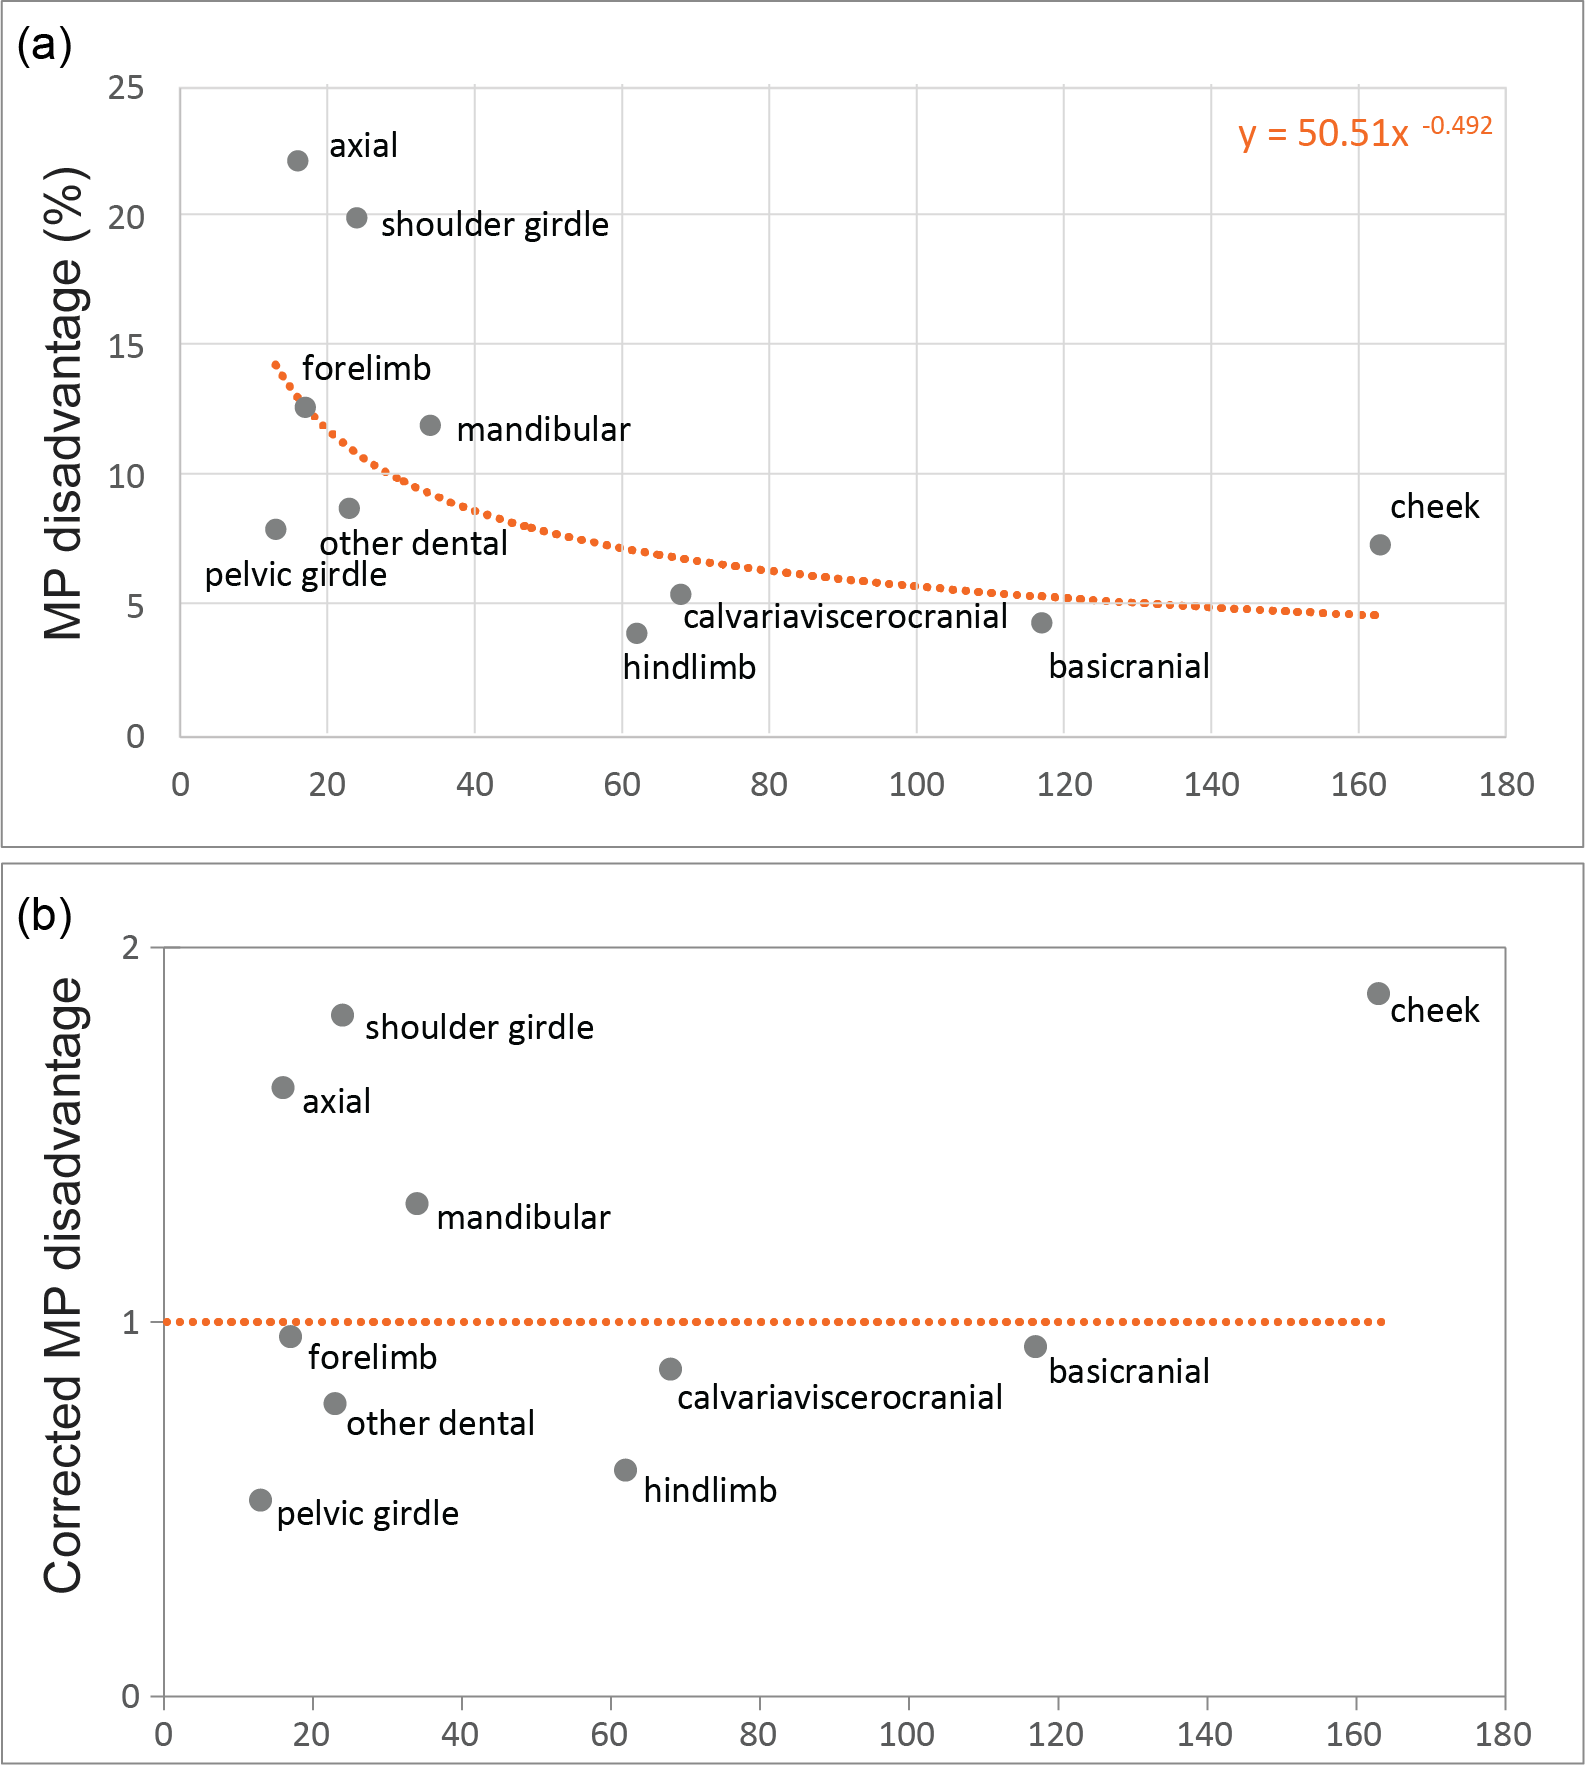 (a)
MP disadvantage (%)
25
20
15
10
5
0
y = 50.51x -0.492
axial
shoulder girdle
forelimb
mandibular
other dental
pelvic girdle
cheek
calvariaviscerocranial
hindlimb
basicranial
0 20 40 60 80 100 120 140 160 180
(b)
Corrected MP disadvantage
2
1
0
cheek
shoulder girdle
axial
mandibular
forelimb
basicranial
calvariaviscerocranial
other dental
hindlimb
pelvic girdle
0 20 40 60 80 100 120 140 160 180